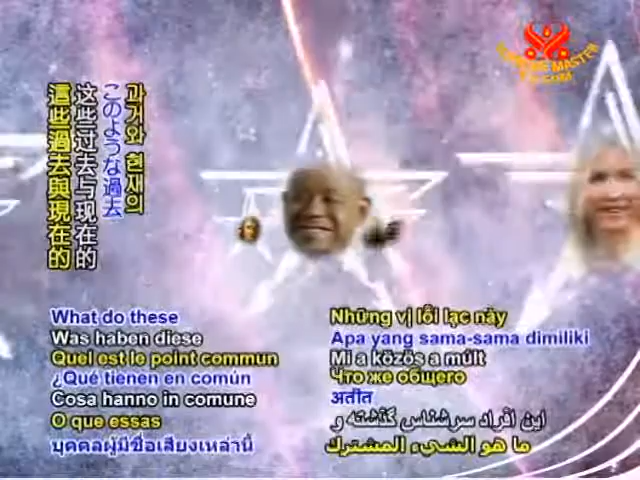 SUPREME MASTER
TV.COM
과거와 현재의
このような過去
这些过去与现在的
這些過去與現在的
What do these
Was haben diese
Quel est le point commun
¿Qué tienen en común
Cosa hanno in comune
O que essas
บุคคลผู้มีชื่อเสียงเหล่านี้
Những vị lỗi lạc này
Apa yang sama-sama dimiliki
Mi a közös a múlt
Что же общего
अतीत
این افراد سرشناس گذشته و
ما هو الشيء المشترك